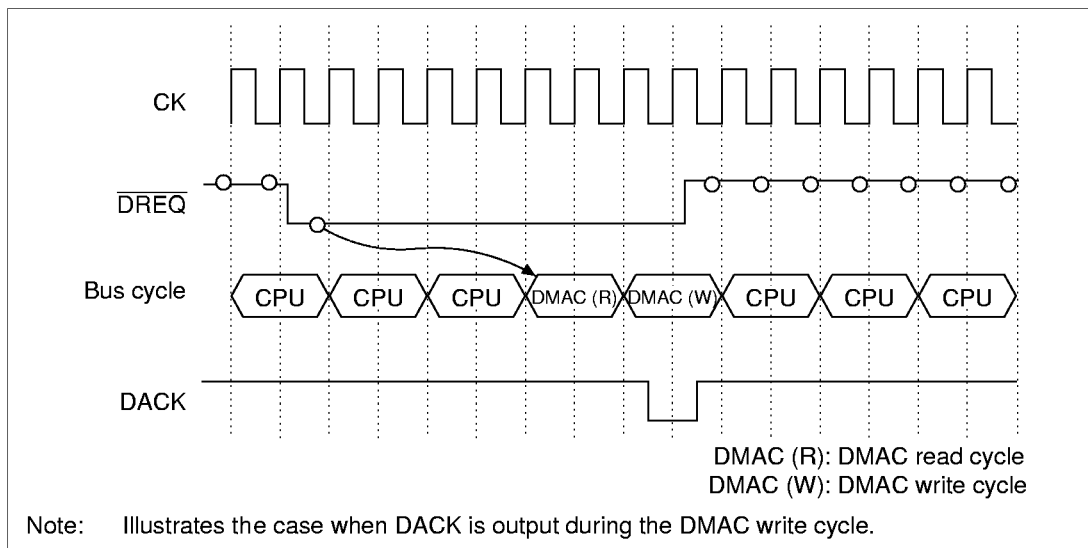 CK
DREQ
Bus cycle CPU CPU CPU DMAC (R) DMAC (W) CPU CPU CPU
DACK
DMAC (R): DMAC read cycle
DMAC (W): DMAC write cycle
Note: Illustrates the case when DACK is output during the DMAC write cycle.